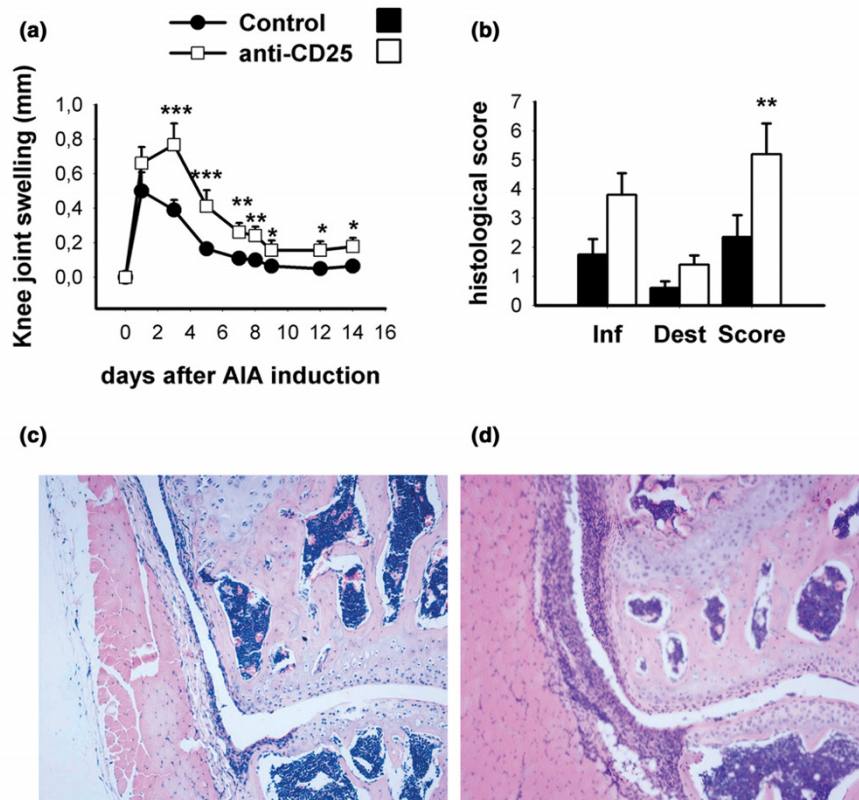 (a)
Control
anti-CD25
(b)
Knee joint swelling (mm)
1,0
0,8
0,6
0,4
0,2
0,0
***
***
**
**
*
*
*
0 2 4 6 8 10 12 14 16
days after AIA induction
histological score
7
6
5
4
3
2
1
0
**
Inf Dest Score
(c)
(d)